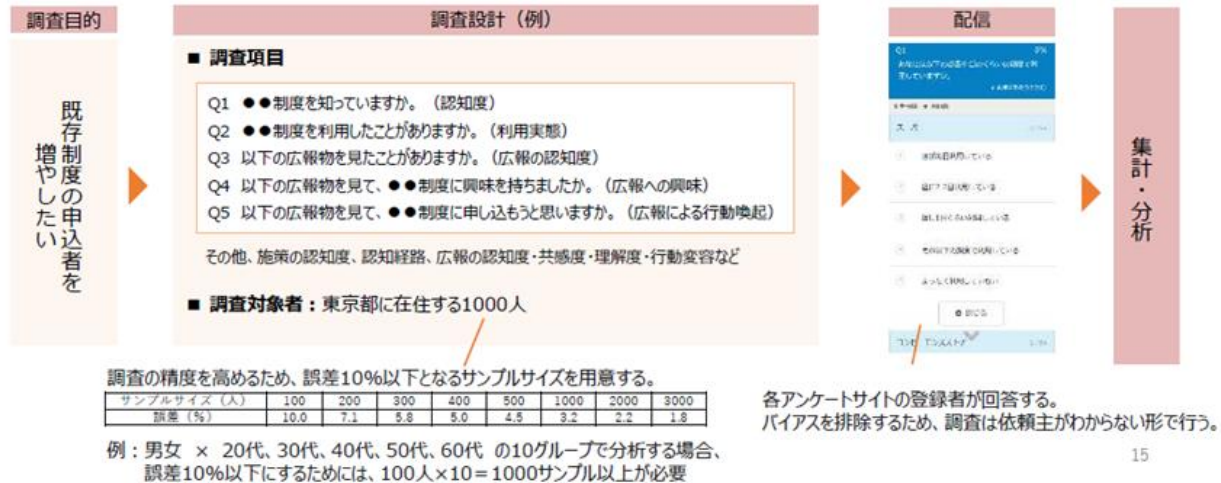 調査目的
調査設計（例）
配信
既存制度の申込者を
増やしたい
■ 調査項目
Q1 ●●制度を知っていますか。（認知度）
Q2 ●●制度を利用したことがありますか。（利用実態）
Q3 以下の広報物を見たことがありますか。（広報の認知度）
Q4 以下の広報物を見て、●●制度に興味を持ちましたか。（広報への興味）
Q5 以下の広報物を見て、●●制度に申し込もうと思いますか。（広報による行動喚起）
その他、施策の認知度、認知経路、広報の認知度・共感度・理解度・行動変容など
■ 調査対象者：東京都に在住する1000人
Q1
集計・分析
調査の精度を高めるため、誤差10%以下となるサンプルサイズを用意する。
サンプルサイズ（人） 100 200 300 400 500 1000 2000 3000
誤差（%） 10.0 7.1 5.8 5.0 4.5 3.2 2.2 1.8
例：男女 × 20代、30代、40代、50代、60代 の10グループで分析する場合、
誤差10%以下にするためには、100人×10＝1000サンプル以上が必要
各アンケートサイトの登録者が回答する。
バイアスを排除するため、調査は依頼主がわからない形で行う。
15